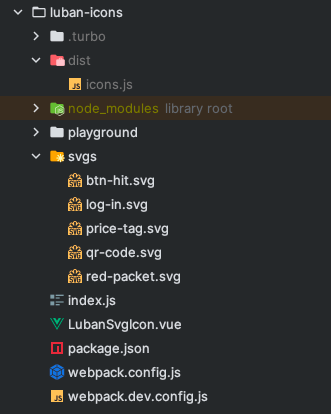 luban-icons
.turbo
dist
icons.js
node_modules library root
playground
svgs
btn-hit.svg
log-in.svg
price-tag.svg
qr-code.svg
red-packet.svg
index.js
LubanSvgIcon.vue
package.json
webpack.config.js
webpack.dev.config.js